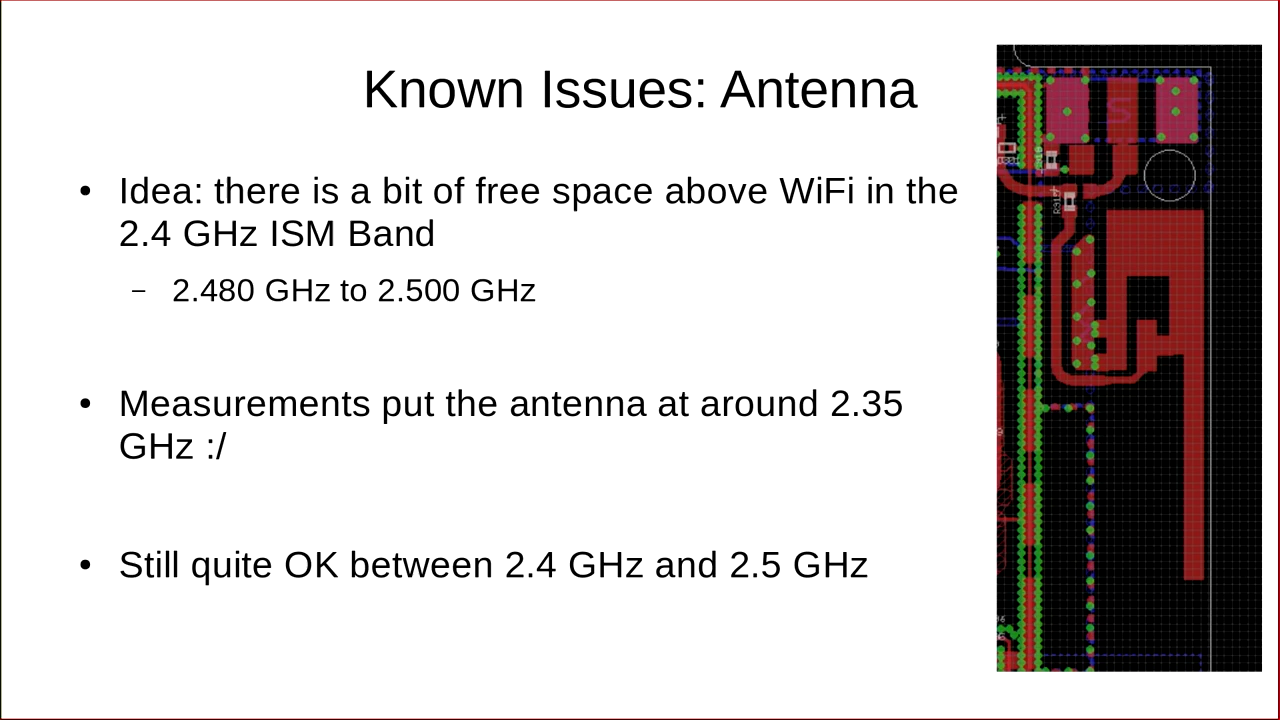 Known Issues: Antenna
• Idea: there is a bit of free space above WiFi in the
2.4 GHz ISM Band
– 2.480 GHz to 2.500 GHz
• Measurements put the antenna at around 2.35
GHz :/
• Still quite OK between 2.4 GHz and 2.5 GHz
S